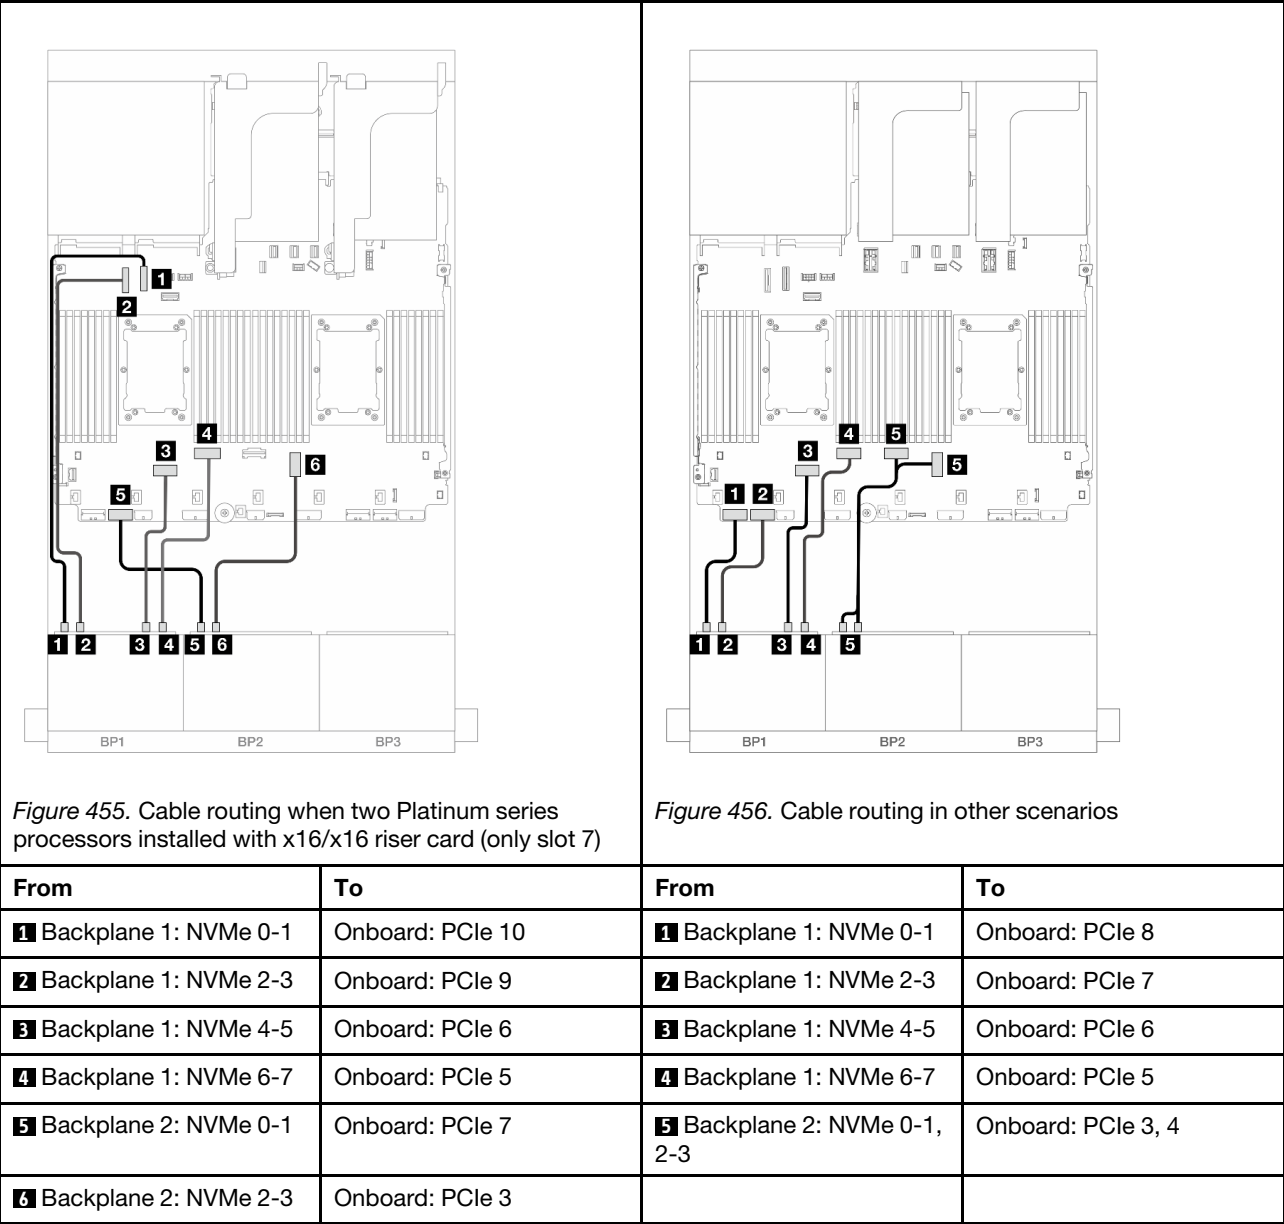 1
2
3
4
5
6
5
6
3
4
1
2
BP1
BP2
BP3
Figure 455. Cable routing when two Platinum series
processors installed with x16/x16 riser card (only slot 7)
4
5
3
5
1
2
1
2
3
4
5
BP1
BP2
BP3
Figure 456. Cable routing in other scenarios
From To From To
1 Backplane 1: NVMe 0-1 Onboard: PCIe 10 1 Backplane 1: NVMe 0-1 Onboard: PCIe 8
2 Backplane 1: NVMe 2-3 Onboard: PCIe 9 2 Backplane 1: NVMe 2-3 Onboard: PCIe 7
3 Backplane 1: NVMe 4-5 Onboard: PCIe 6 3 Backplane 1: NVMe 4-5 Onboard: PCIe 6
4 Backplane 1: NVMe 6-7 Onboard: PCIe 5 4 Backplane 1: NVMe 6-7 Onboard: PCIe 5
5 Backplane 2: NVMe 0-1 Onboard: PCIe 7 5 Backplane 2: NVMe 0-1, Onboard: PCIe 3, 4
2-3
6 Backplane 2: NVMe 2-3 Onboard: PCIe 3